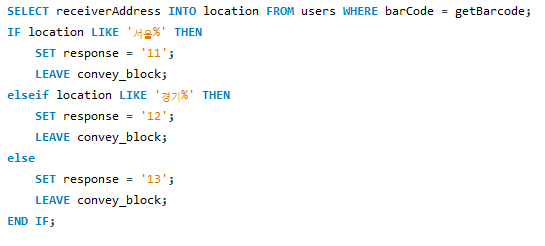 SELECT receiverAddress INTO location FROM users WHERE barCode = getBarcode;
IF location LIKE '서울%' THEN
SET response = '11';
LEAVE convey_block;
elseif location LIKE '경기%' THEN
SET response = '12';
LEAVE convey_block;
else
SET response = '13';
LEAVE convey_block;
END IF;